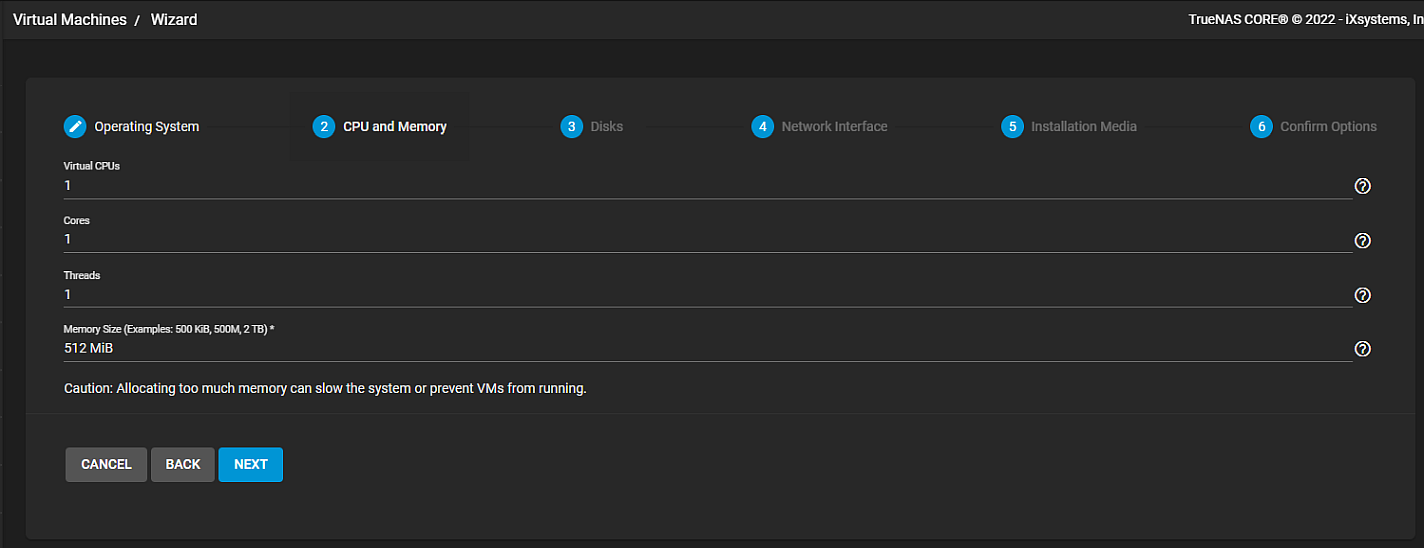 Virtual Machines / Wizard
TrueNAS CORE® © 2022 - iXsystems, In
Operating System
2 CPU and Memory
3 Disks
4 Network Interface
5 Installation Media
6 Confirm Options
Virtual CPUs
1
Cores
1
Threads
1
Memory Size (Examples: 500 KiB, 500M, 2 TB) *
512 MiB
Caution: Allocating too much memory can slow the system or prevent VMs from running.
CANCEL
BACK
NEXT